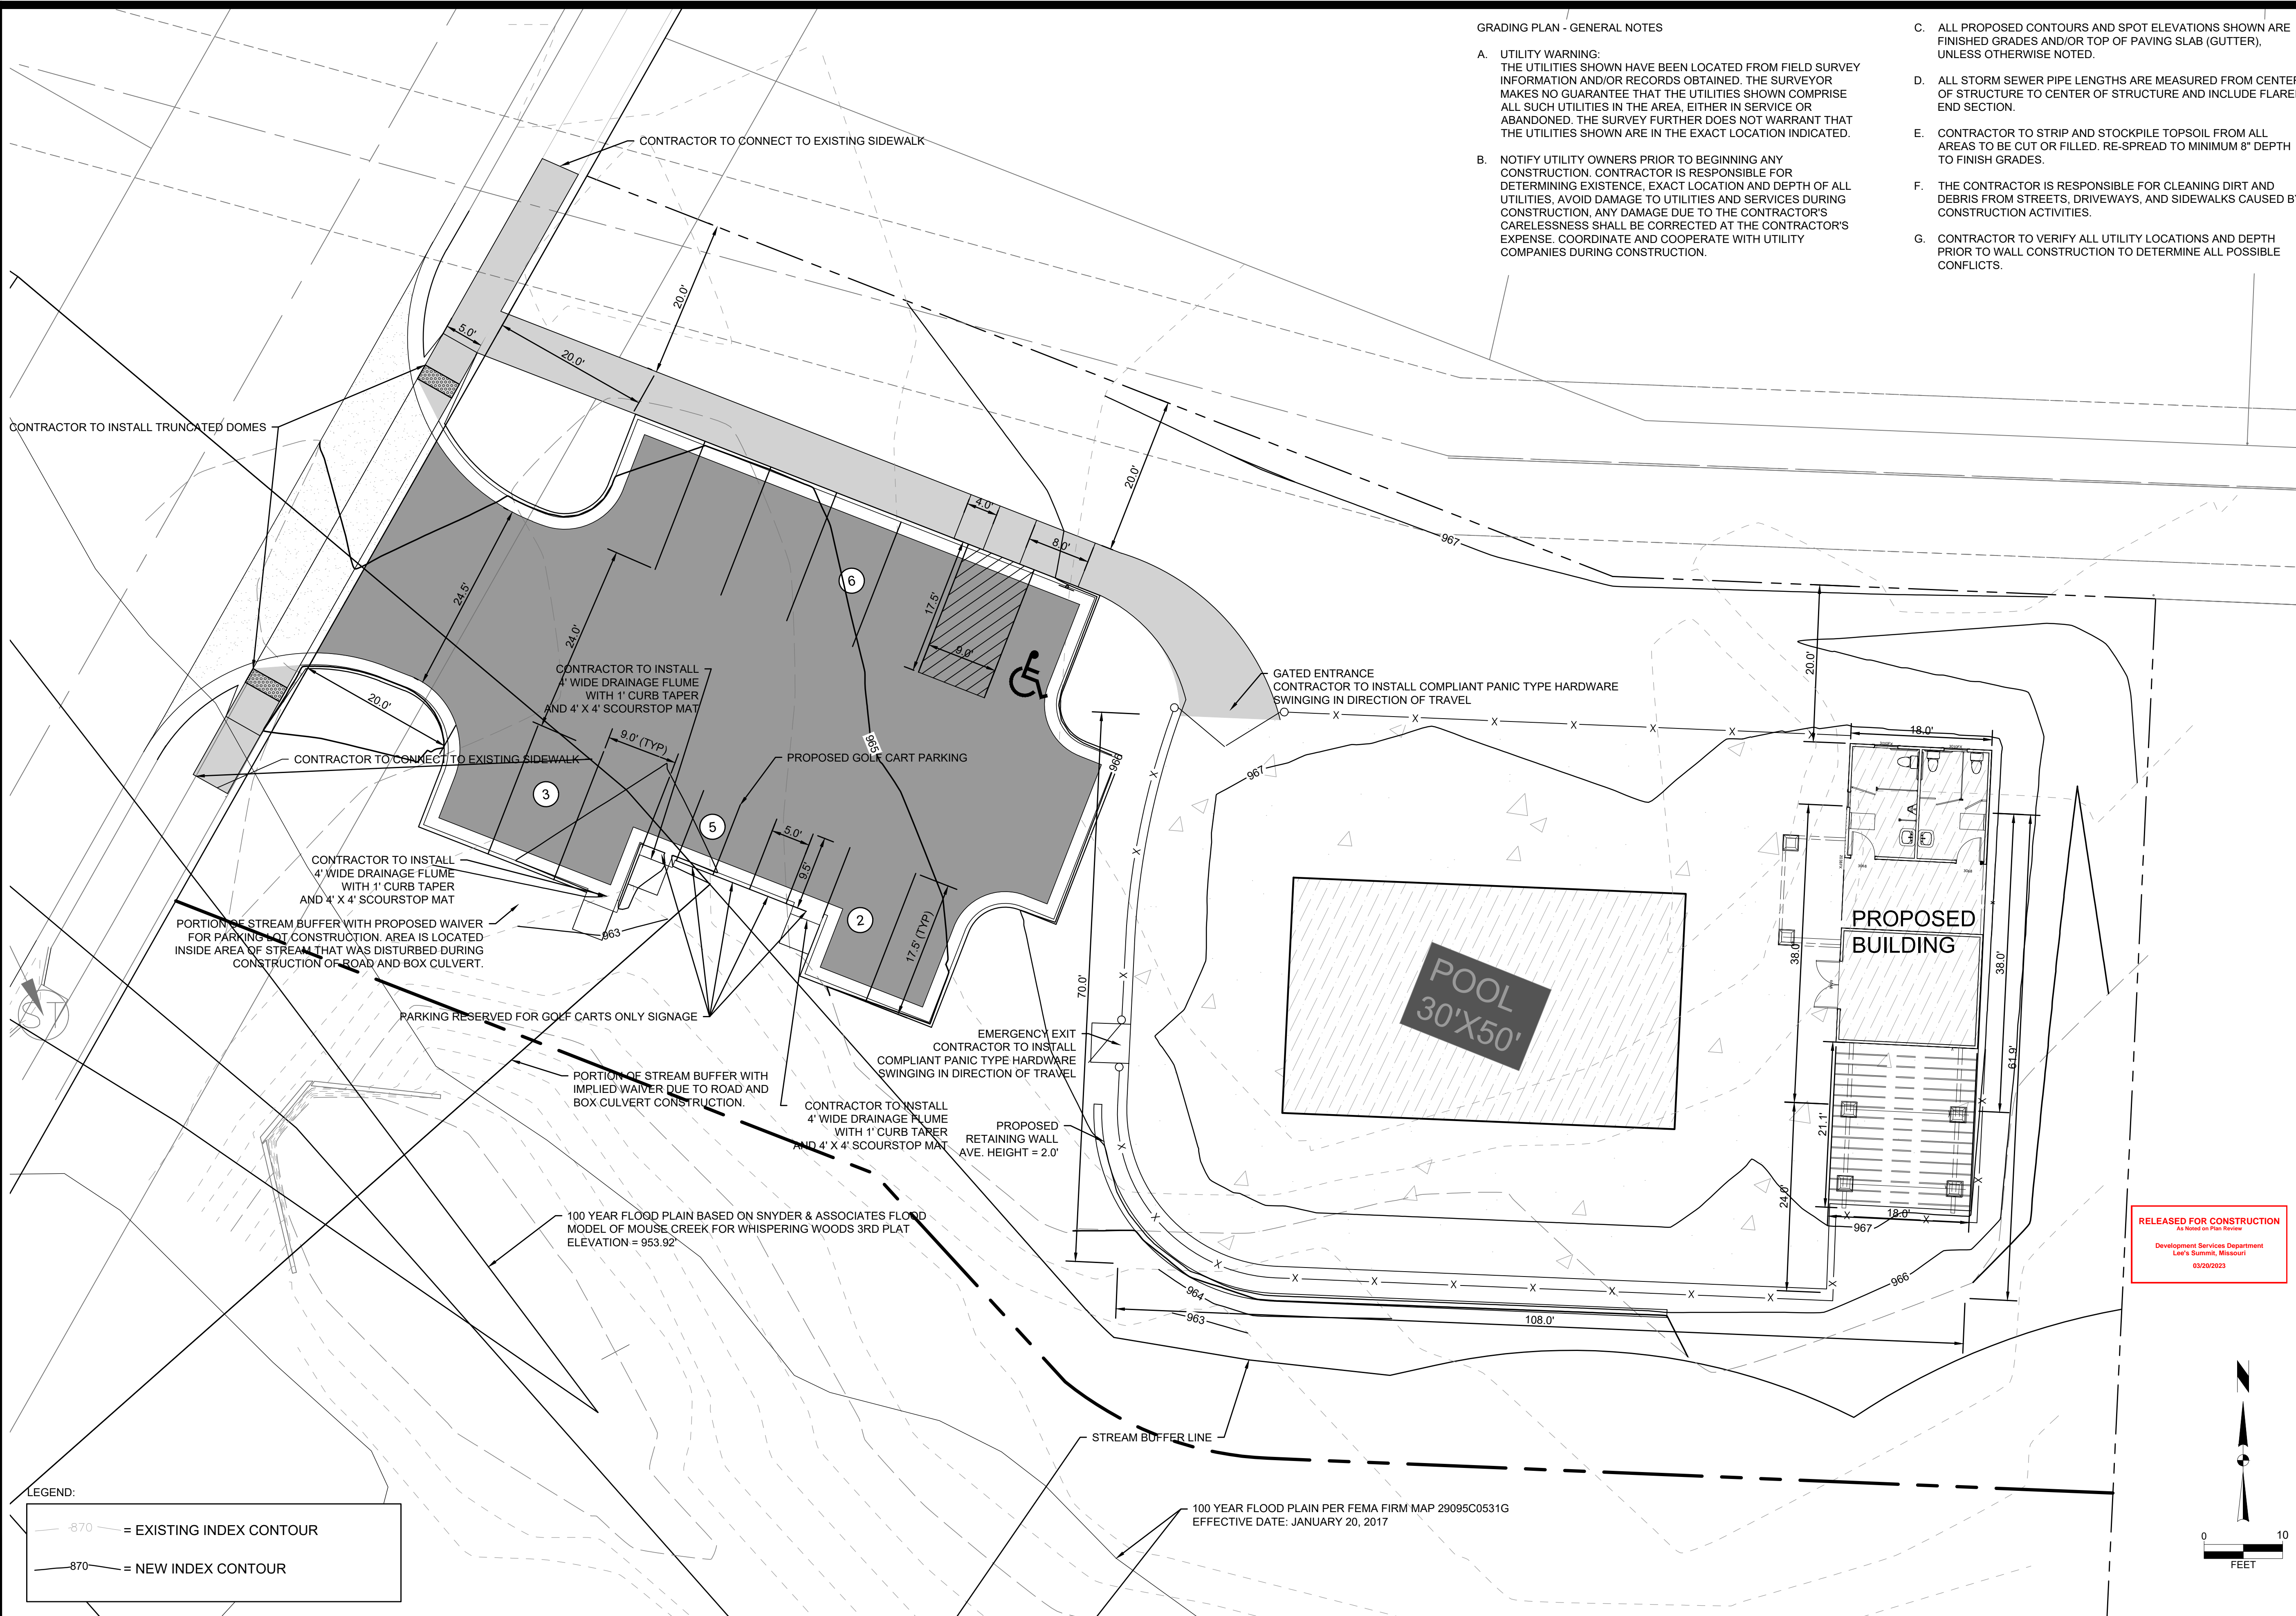 GRADING PLAN - GENERAL NOTES
A. UTILITY WARNING:
THE UTILITIES SHOWN HAVE BEEN LOCATED FROM FIELD SURVEY
INFORMATION AND/OR RECORDS OBTAINED. THE SURVEYOR
MAKES NO GUARANTEE THAT THE UTILITIES SHOWN COMPRISE
ALL SUCH UTILITIES IN THE AREA, EITHER IN SERVICE OR
ABANDONED. THE SURVEY FURTHER DOES NOT WARRANT THAT
THE UTILITIES SHOWN ARE IN THE EXACT LOCATION INDICATED.
B. NOTIFY UTILITY OWNERS PRIOR TO BEGINNING ANY
CONSTRUCTION. CONTRACTOR IS RESPONSIBLE FOR
DETERMINING EXISTENCE, EXACT LOCATION AND DEPTH OF ALL
UTILITIES, AVOID DAMAGE TO UTILITIES AND SERVICES DURING
CONSTRUCTION, ANY DAMAGE DUE TO THE CONTRACTOR'S
CARELESSNESS SHALL BE CORRECTED AT THE CONTRACTOR'S
EXPENSE. COORDINATE AND COOPERATE WITH UTILITY
COMPANIES DURING CONSTRUCTION.
C. ALL PROPOSED CONTOURS AND SPOT ELEVATIONS SHOWN ARE
FINISHED GRADES AND/OR TOP OF PAVING SLAB (GUTTER),
UNLESS OTHERWISE NOTED.
D. ALL STORM SEWER PIPE LENGTHS ARE MEASURED FROM CENTER
OF STRUCTURE TO CENTER OF STRUCTURE AND INCLUDE FLARE
END SECTION.
E. CONTRACTOR TO STRIP AND STOCKPILE TOPSOIL FROM ALL
AREAS TO BE CUT OR FILLED. RE-SPREAD TO MINIMUM 8" DEPTH
TO FINISH GRADES.
F. THE CONTRACTOR IS RESPONSIBLE FOR CLEANING DIRT AND
DEBRIS FROM STREETS, DRIVEWAYS, AND SIDEWALKS CAUSED BY
CONSTRUCTION ACTIVITIES.
G. CONTRACTOR TO VERIFY ALL UTILITY LOCATIONS AND DEPTH
PRIOR TO WALL CONSTRUCTION TO DETERMINE ALL POSSIBLE
CONFLICTS.
CONTRACTOR TO CONNECT TO EXISTING SIDEWALK
20.0'
5.0'
20.0'
CONTRACTOR TO INSTALL TRUNCATED DOMES
20.0'
4.0'
8.0'
967
6
24.5'
24.0'
17.5'
9.0'
CONTRACTOR TO INSTALL
4' WIDE DRAINAGE FLUME
WITH 1' CURB TAPER
AND 4' X 4' SCOURSTOP MAT
GATED ENTRANCE
CONTRACTOR TO INSTALL COMPLIANT PANIC TYPE HARDWARE
SWINGING IN DIRECTION OF TRAVEL
20.0'
20.0'
9.0' (TYP)
965
18.0'
CONTRACTOR TO CONNECT TO EXISTING SIDEWALK
PROPOSED GOLF CART PARKING
968
967
3
5
5.0'
9.5'
2
17.5' (TYP)
CONTRACTOR TO INSTALL
4' WIDE DRAINAGE FLUME
WITH 1' CURB TAPER
AND 4' X 4' SCOURSTOP MAT
PORTION OF STREAM BUFFER WITH PROPOSED WAIVER
FOR PARKING LOT CONSTRUCTION. AREA IS LOCATED
INSIDE AREA OF STREAM THAT WAS DISTURBED DURING
CONSTRUCTION OF ROAD AND BOX CULVERT.
963
PROPOSED
BUILDING
38.0'
38.0'
70.0'
POOL
30'X50'
ST
PARKING RESERVED FOR GOLF CARTS ONLY SIGNAGE
EMERGENCY EXIT
CONTRACTOR TO INSTALL
COMPLIANT PANIC TYPE HARDWARE
SWINGING IN DIRECTION OF TRAVEL
61.9'
PORTION OF STREAM BUFFER WITH
IMPLIED WAIVER DUE TO ROAD AND
BOX CULVERT CONSTRUCTION.
CONTRACTOR TO INSTALL
4' WIDE DRAINAGE FLUME
WITH 1' CURB TAPER
AND 4' X 4' SCOURSTOP MAT
PROPOSED
RETAINING WALL
AVE. HEIGHT = 2.0'
21.1'
24.0'
18.0'
967
100 YEAR FLOOD PLAIN BASED ON SNYDER & ASSOCIATES FLOOD
MODEL OF MOUSE CREEK FOR WHISPERING WOODS 3RD PLAT
ELEVATION = 953.92'
RELEASED FOR CONSTRUCTION
As Noted on Plan Review
Development Services Department
Lee's Summit, Missouri
03/20/2023
966
964
963
108.0'
STREAM BUFFER LINE
100 YEAR FLOOD PLAIN PER FEMA FIRM MAP 29095C0531G
EFFECTIVE DATE: JANUARY 20, 2017
LEGEND:
870 = EXISTING INDEX CONTOUR
870 = NEW INDEX CONTOUR
N
0 10
FEET